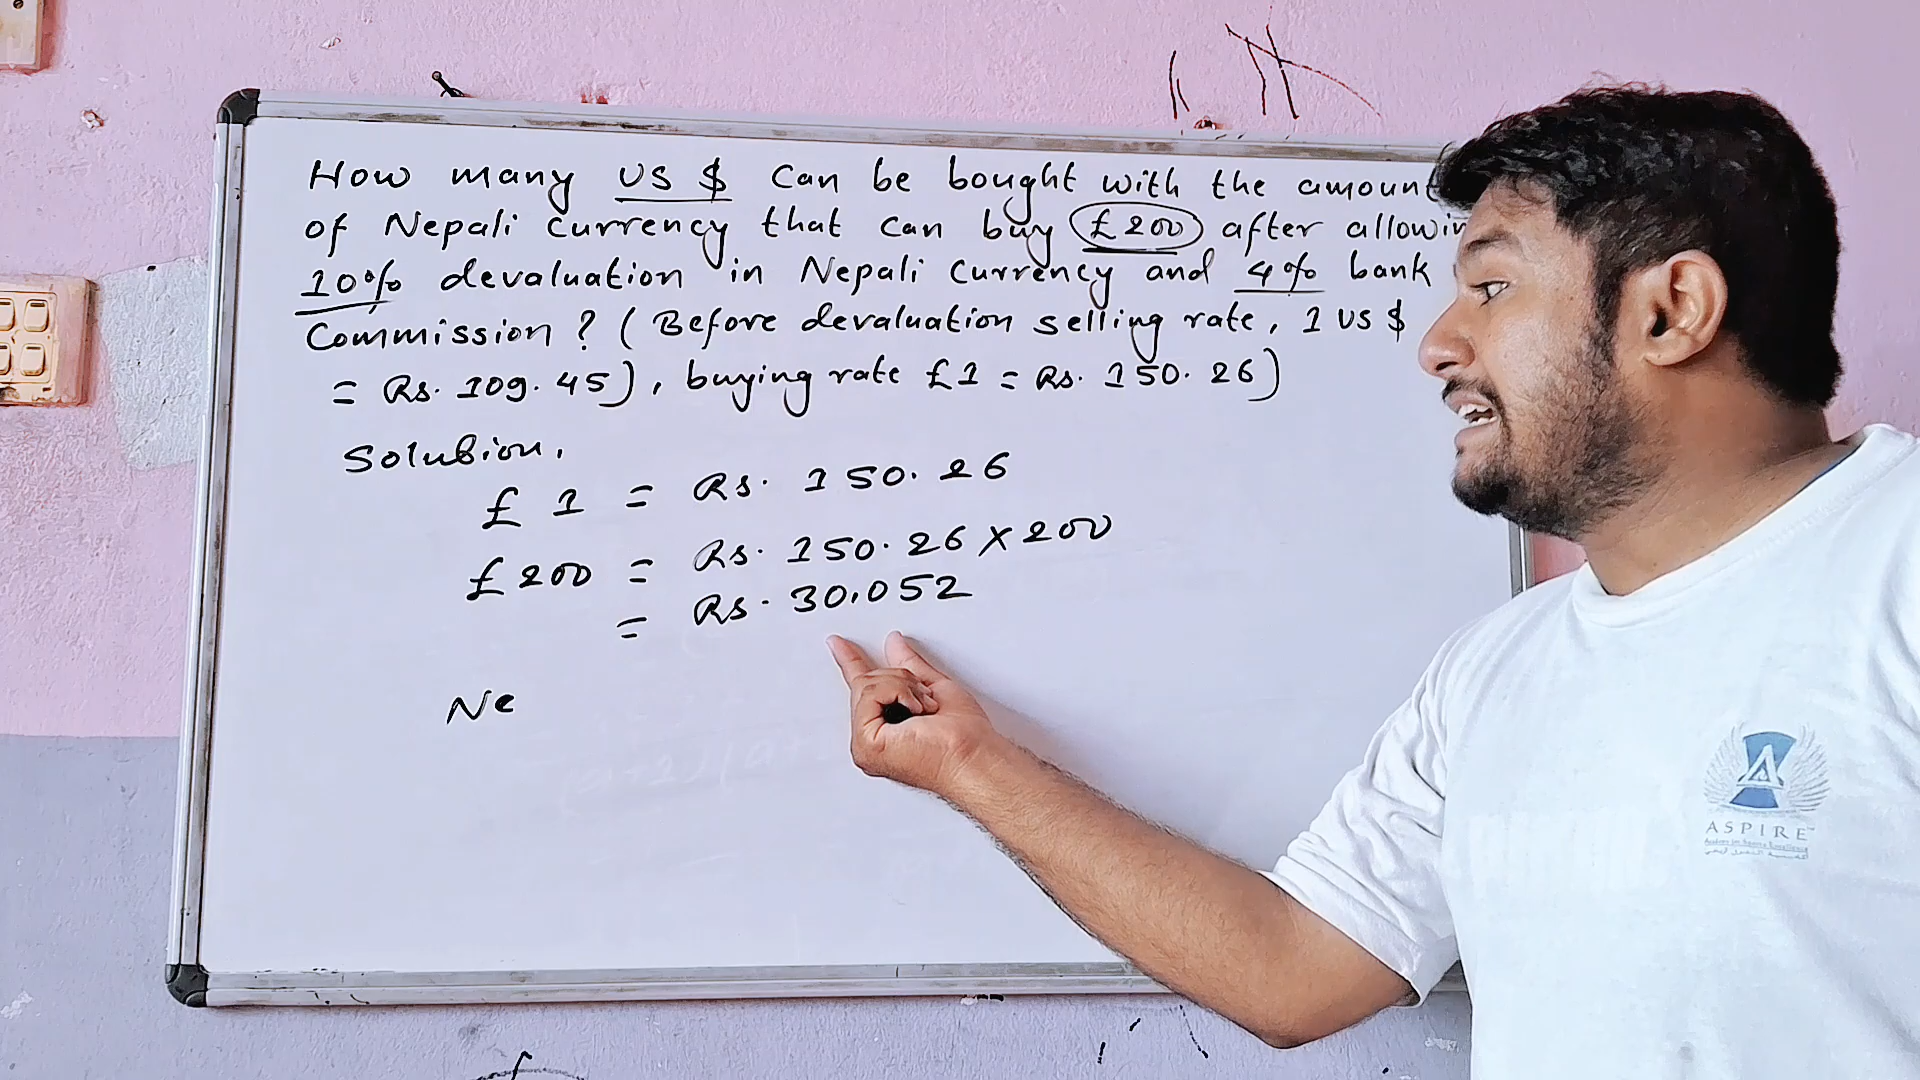 How many US $ can be bought with the amount
of Nepali currency that can buy £200 after allowin
10% devaluation in Nepali currency and 4% bank
Commission? (Before devaluation selling rate, 1 US $
= Rs. 109.45), buying rate £1 = Rs. 150.26)
Solution,
£ 1 = Rs. 150.26
£200 = Rs. 150.26 × 200
= Rs. 30,052
Ne
ASPIRE